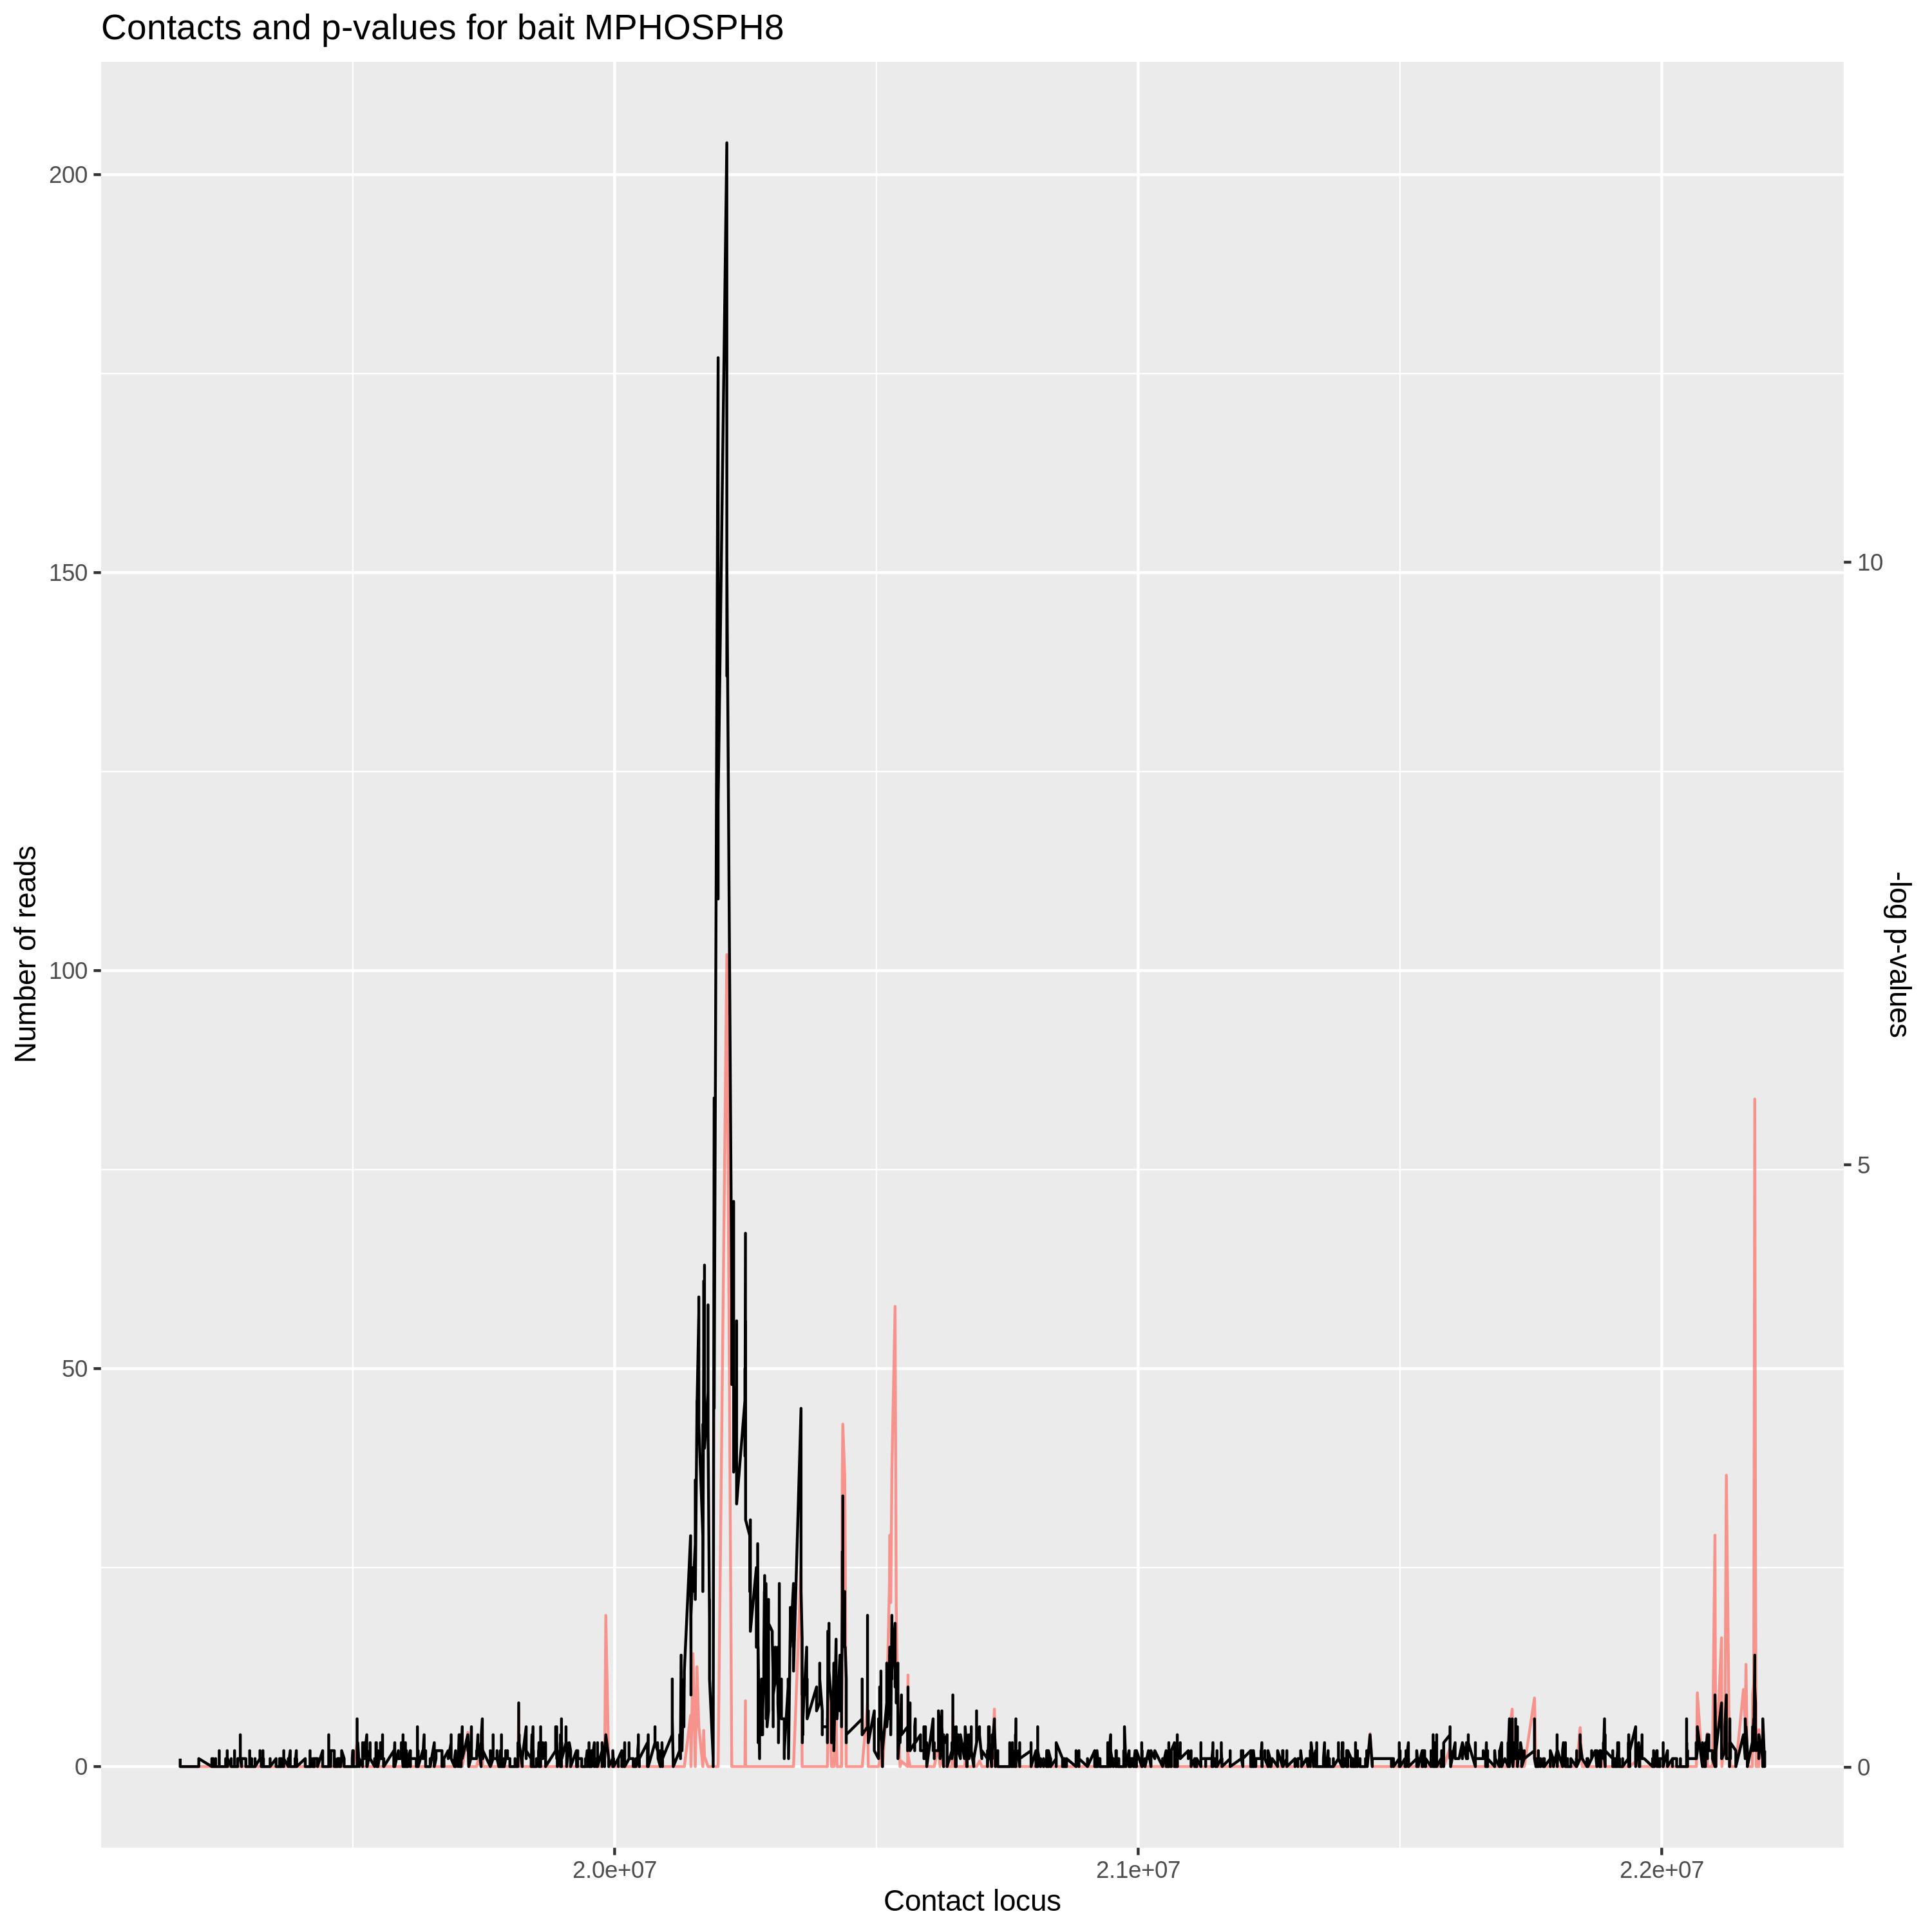 Contacts and p-values for bait MPHOSPH8
200
150
100
50
0
10
5
0
Number of reads
-log p-values
2.0e+07 2.1e+07 2.2e+07
Contact locus